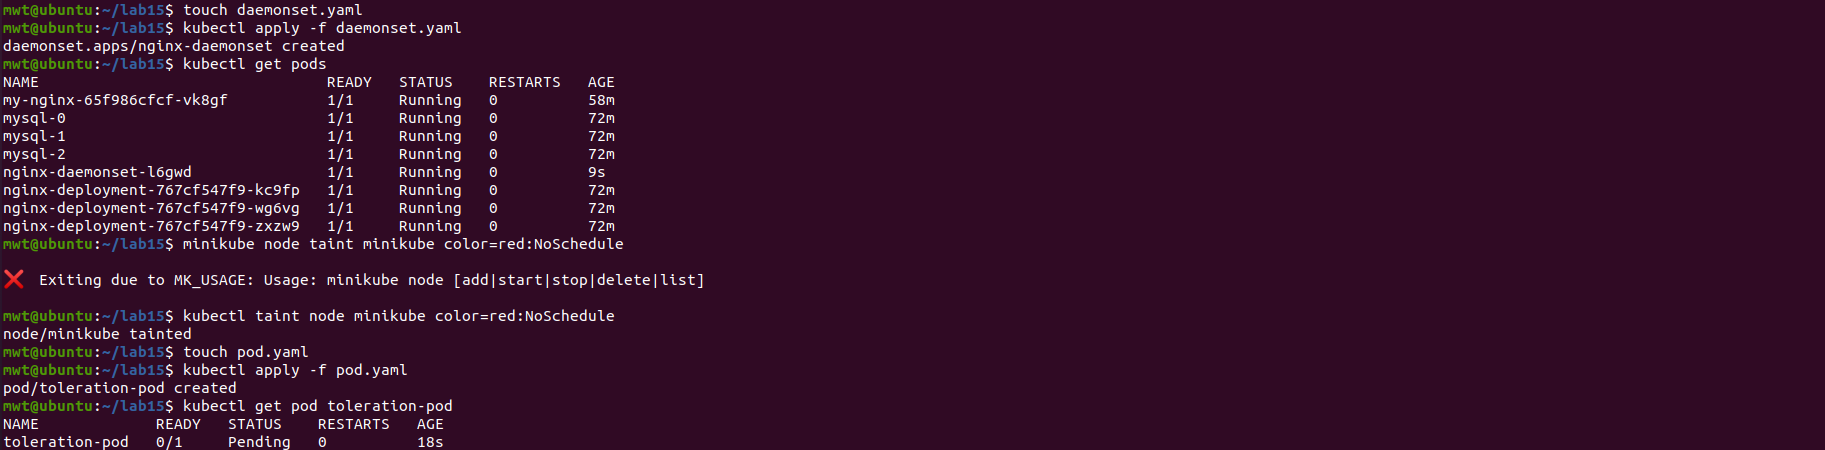 mwt@ubuntu:~/lab15$ touch daemonset.yaml
mwt@ubuntu:~/lab15$ kubectl apply -f daemonset.yaml
daemonset.apps/nginx-daemonset created
mwt@ubuntu:~/lab15$ kubectl get pods
NAME                                READY   STATUS    RESTARTS   AGE
my-nginx-65f986cfcf-vk8gf           1/1     Running   0          58m
mysql-0                             1/1     Running   0          72m
mysql-1                             1/1     Running   0          72m
mysql-2                             1/1     Running   0          72m
nginx-daemonset-l6gwd               1/1     Running   0          9s
nginx-deployment-767cf547f9-kc9fp   1/1     Running   0          72m
nginx-deployment-767cf547f9-wg6vg   1/1     Running   0          72m
nginx-deployment-767cf547f9-zxzw9   1/1     Running   0          72m
mwt@ubuntu:~/lab15$ minikube node taint minikube color=red:NoSchedule
❌  Exiting due to MK_USAGE: Usage: minikube node [add|start|stop|delete|list]
mwt@ubuntu:~/lab15$ kubectl taint node minikube color=red:NoSchedule
node/minikube tainted
mwt@ubuntu:~/lab15$ touch pod.yaml
mwt@ubuntu:~/lab15$ kubectl apply -f pod.yaml
pod/toleration-pod created
mwt@ubuntu:~/lab15$ kubectl get pod toleration-pod
NAME             READY   STATUS    RESTARTS   AGE
toleration-pod   0/1     Pending   0          18s